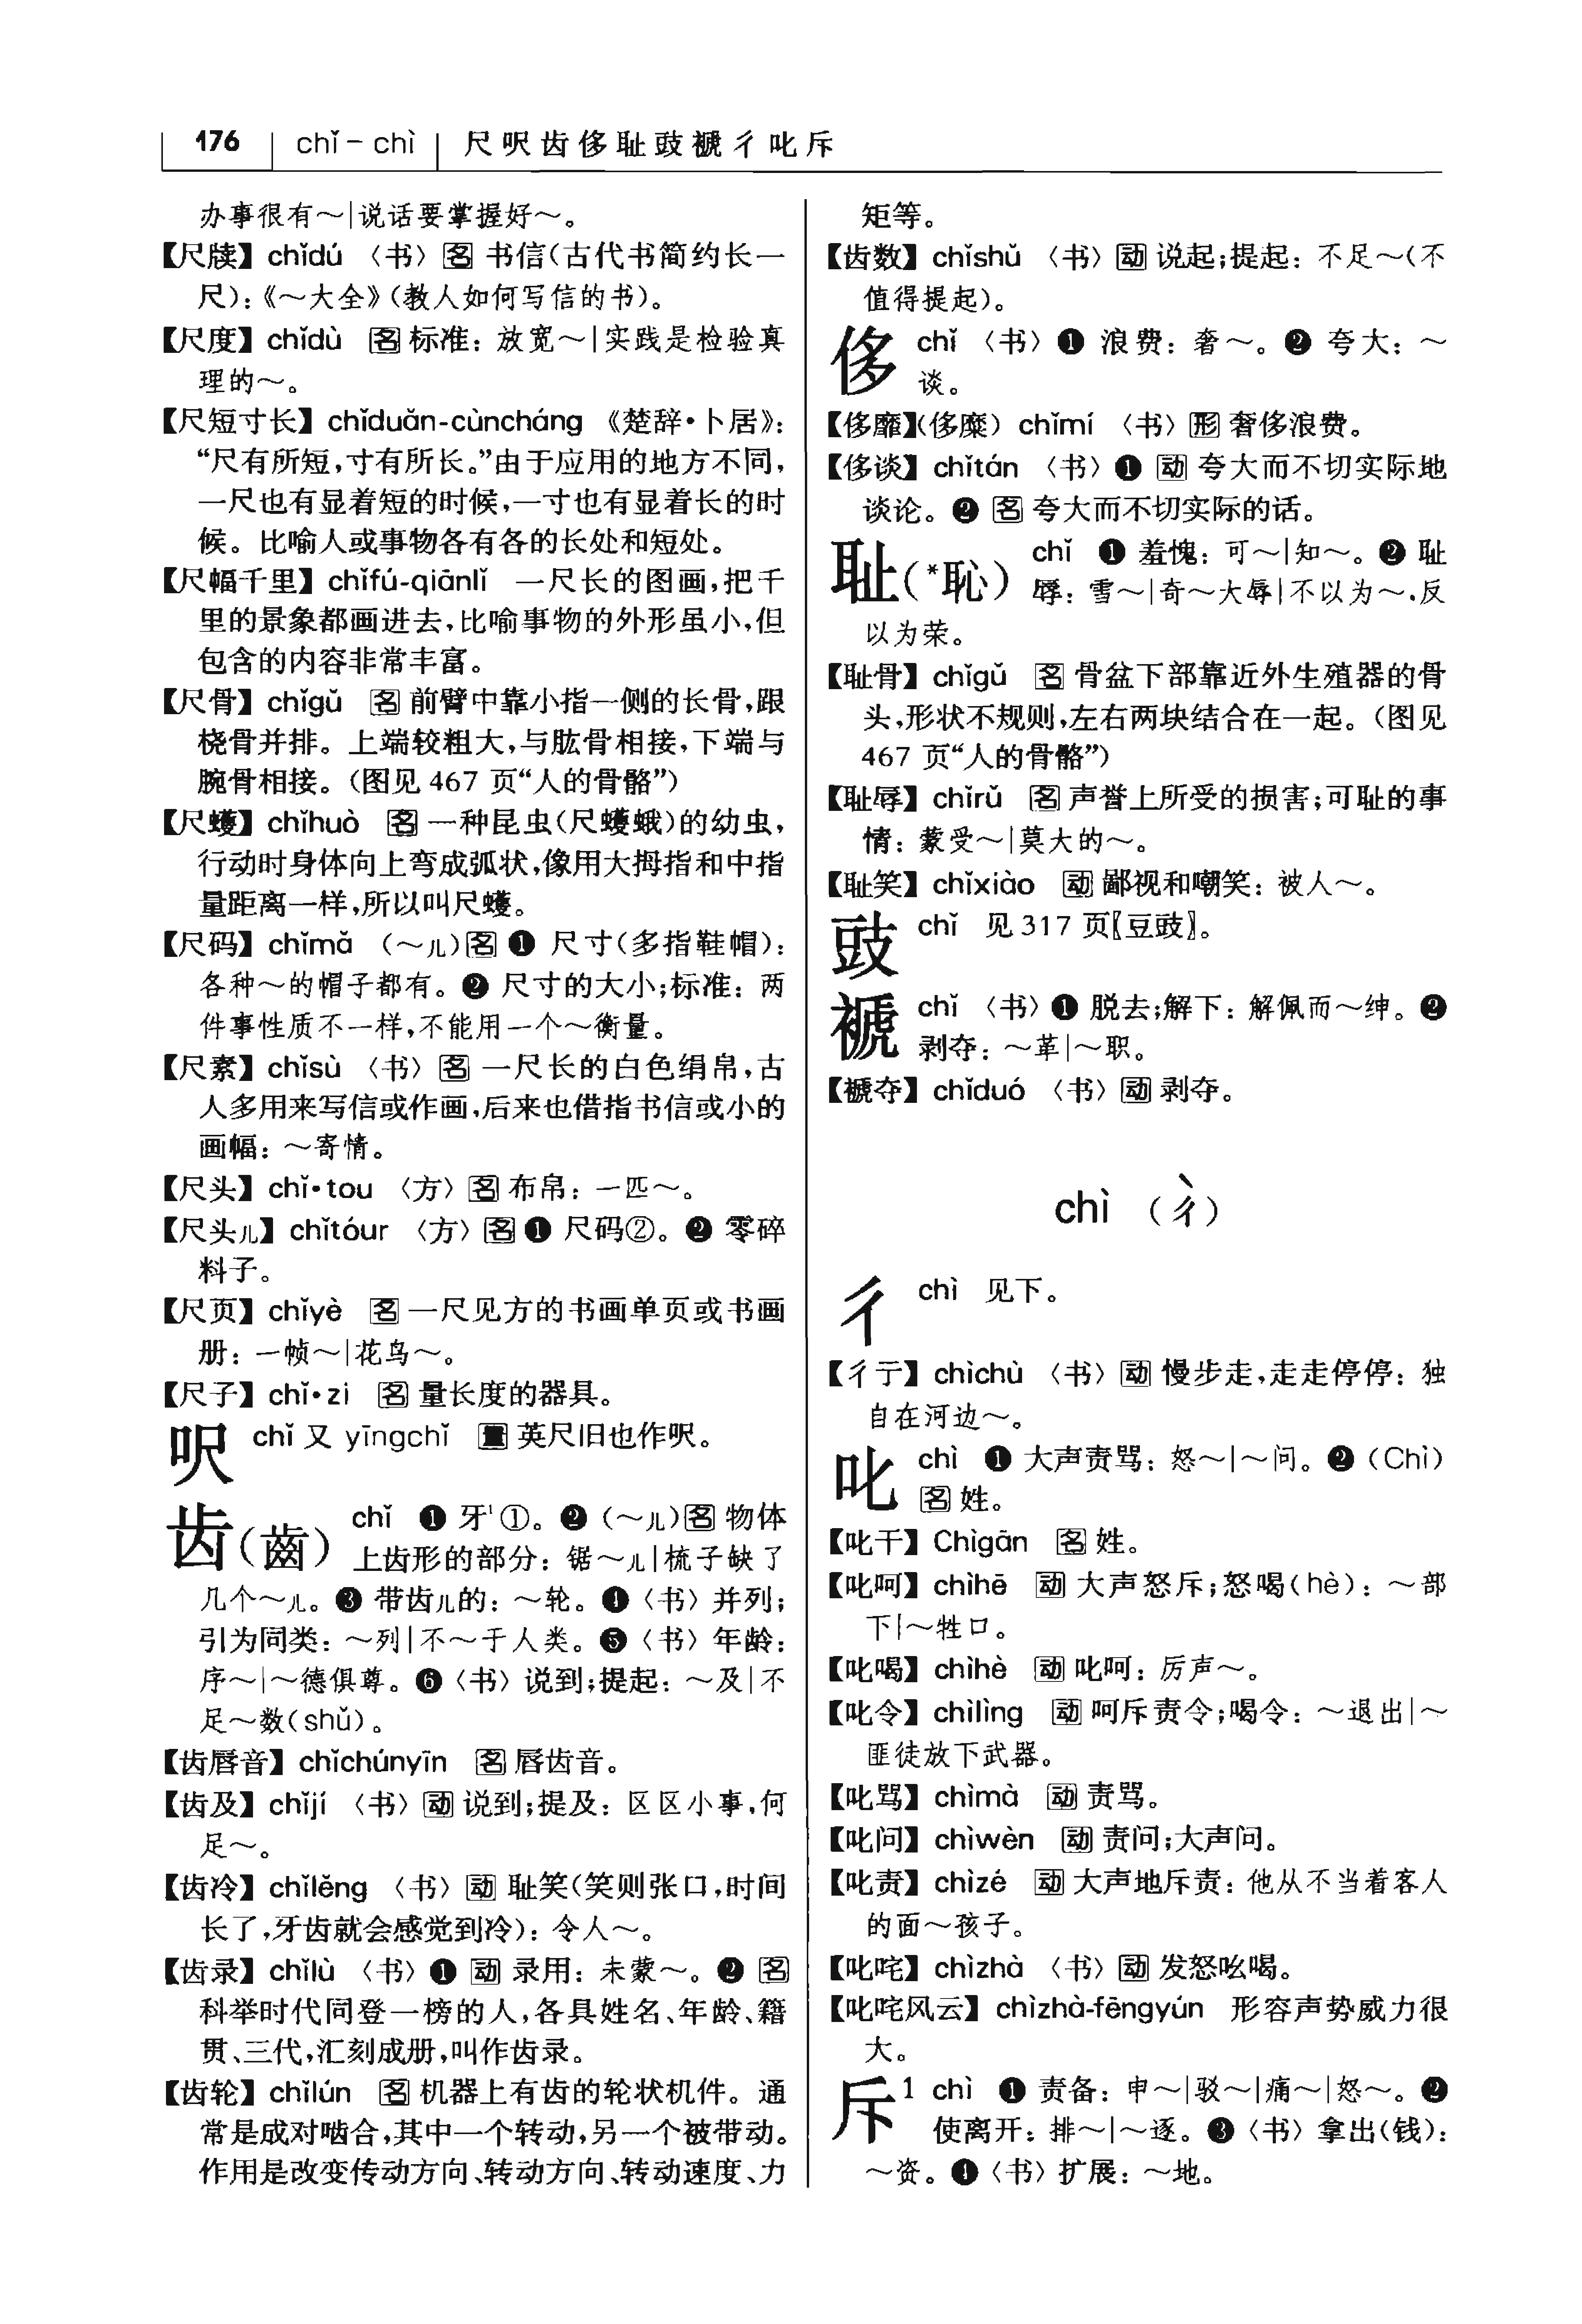 176 chǐ – chì 尺呎齿侈耻豉褫彳叱斥
办事很有～|说话要掌握好～。
【尺牍】 chǐdú 〈书〉 名 书信(古代书简约长一
尺)：《～大全》(教人如何写信的书)。
【尺度】 chǐdù 名 标准：放宽～|实践是检验真
理的～。
【尺短寸长】 chǐduǎn-cùncháng 《楚辞·卜居》：
“尺有所短，寸有所长。”由于应用的地方不同，
一尺也有显着短的时候，一寸也有显着长的时
候。比喻人或事物各有各的长处和短处。
【尺幅千里】 chǐfú-qiānlǐ 一尺长的图画，把千
里的景象都画进去，比喻事物的外形虽小，但
包含的内容非常丰富。
【尺骨】 chǐgǔ 名 前臂中靠小指一侧的长骨，跟
桡骨并排。上端较粗大，与肱骨相接，下端与
腕骨相接。(图见 467 页“人的骨骼”)
【尺蠖】 chǐhuò 名 一种昆虫(尺蠖蛾)的幼虫，
行动时身体向上弯成弧状，像用大拇指和中指
量距离一样，所以叫尺蠖。
【尺码】 chǐmǎ (～儿) 名 ❶ 尺寸(多指鞋帽)：
各种～的帽子都有。❷ 尺寸的大小；标准：两
件事性质不一样，不能用一个～衡量。
【尺素】 chǐsù 〈书〉 名 一尺长的白色绢帛，古
人多用来写信或作画，后来也借指书信或小的
画幅：～寄情。
【尺头】 chǐ·tou 〈方〉 名 布帛：一匹～。
【尺头儿】 chǐtóur 〈方〉 名 ❶ 尺码②。❷ 零碎
料子。
【尺页】 chǐyè 名 一尺见方的书画单页或书画
册：一帧～|花鸟～。
【尺子】 chǐ·zi 名 量长度的器具。
呎 chǐ 又 yīngchǐ 量 英尺旧也作呎。
齿(齒) chǐ ❶ 牙¹①。❷ (～儿) 名 物体
上齿形的部分：锯～儿|梳子缺了
几个～儿。❸ 带齿儿的：～轮。❹〈书〉并列；
引为同类：～列|不～于人类。❺〈书〉年龄：
序～|～德俱尊。❻〈书〉说到；提起：～及|不
足～数(shǔ)。
【齿唇音】 chǐchúnyīn 名 唇齿音。
【齿及】 chǐjí 〈书〉 动 说到；提及：区区小事，何
足～。
【齿冷】 chǐlěng 〈书〉 动 耻笑(笑则张口，时间
长了，牙齿就会感觉到冷)：令人～。
【齿录】 chǐlù 〈书〉 ❶ 动 录用：未蒙～。❷ 名
科举时代同登一榜的人，各具姓名、年龄、籍
贯、三代，汇刻成册，叫作齿录。
【齿轮】 chǐlún 名 机器上有齿的轮状机件。通
常是成对啮合，其中一个转动，另一个被带动。
作用是改变传动方向、转动方向、转动速度、力
矩等。
【齿数】 chǐshǔ 〈书〉 动 说起；提起：不足～(不
值得提起)。
侈 chǐ 〈书〉 ❶ 浪费：奢～。❷ 夸大：～
谈。
【侈靡】(侈糜) chǐmí 〈书〉 形 奢侈浪费。
【侈谈】 chǐtán 〈书〉 ❶ 动 夸大而不切实际地
谈论。❷ 名 夸大而不切实际的话。
耻(*恥) chǐ ❶ 羞愧：可～|知～。❷ 耻
辱：雪～|奇～大辱|不以为～，反
以为荣。
【耻骨】 chǐgǔ 名 骨盆下部靠近外生殖器的骨
头，形状不规则，左右两块结合在一起。(图见
467 页“人的骨骼”)
【耻辱】 chǐrǔ 名 声誉上所受的损害；可耻的事
情：蒙受～|莫大的～。
【耻笑】 chǐxiào 动 鄙视和嘲笑：被人～。
豉 chǐ 见 317 页〖豆豉〗。
褫 chǐ 〈书〉 ❶ 脱去；解下：解佩而～绅。❷
剥夺：～革|～职。
【褫夺】 chǐduó 〈书〉 动 剥夺。
chì (ㄔˋ)
彳 chì 见下。
【彳亍】 chìchù 〈书〉 动 慢步走，走走停停：独
自在河边～。
叱 chì ❶ 大声责骂：怒～|～问。❷ (Chì)
名 姓。
【叱干】 Chìgān 名 姓。
【叱呵】 chìhē 动 大声怒斥；怒喝(hè)：～部
下|～牲口。
【叱喝】 chìhè 动 叱呵：厉声～。
【叱令】 chìlìng 动 呵斥责令；喝令：～退出|～
匪徒放下武器。
【叱骂】 chìmà 动 责骂。
【叱问】 chìwèn 动 责问；大声问。
【叱责】 chìzé 动 大声地斥责：他从不当着客人
的面～孩子。
【叱咤】 chìzhà 〈书〉 动 发怒吆喝。
【叱咤风云】 chìzhà-fēngyún 形容声势威力很
大。
斥¹ chì ❶ 责备：申～|驳～|痛～|怒～。❷
使离开：排～|～逐。❸〈书〉拿出(钱)：
～资。❹〈书〉扩展：～地。